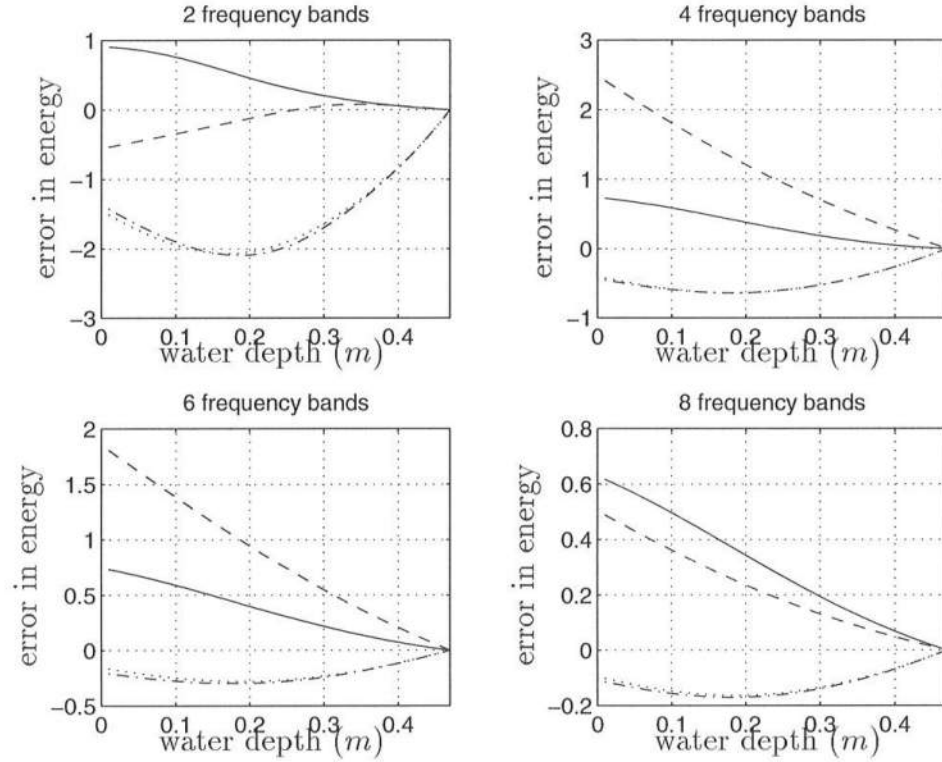 2 frequency bands
1
0
−1
−2
−3
error in energy
0 0.1 0.2 0.3 0.4
water depth (m)
4 frequency bands
3
2
1
0
−1
error in energy
0 0.1 0.2 0.3 0.4
water depth (m)
6 frequency bands
2
1.5
1
0.5
0
−0.5
error in energy
0 0.1 0.2 0.3 0.4
water depth (m)
8 frequency bands
0.8
0.6
0.4
0.2
0
−0.2
error in energy
0 0.1 0.2 0.3 0.4
water depth (m)